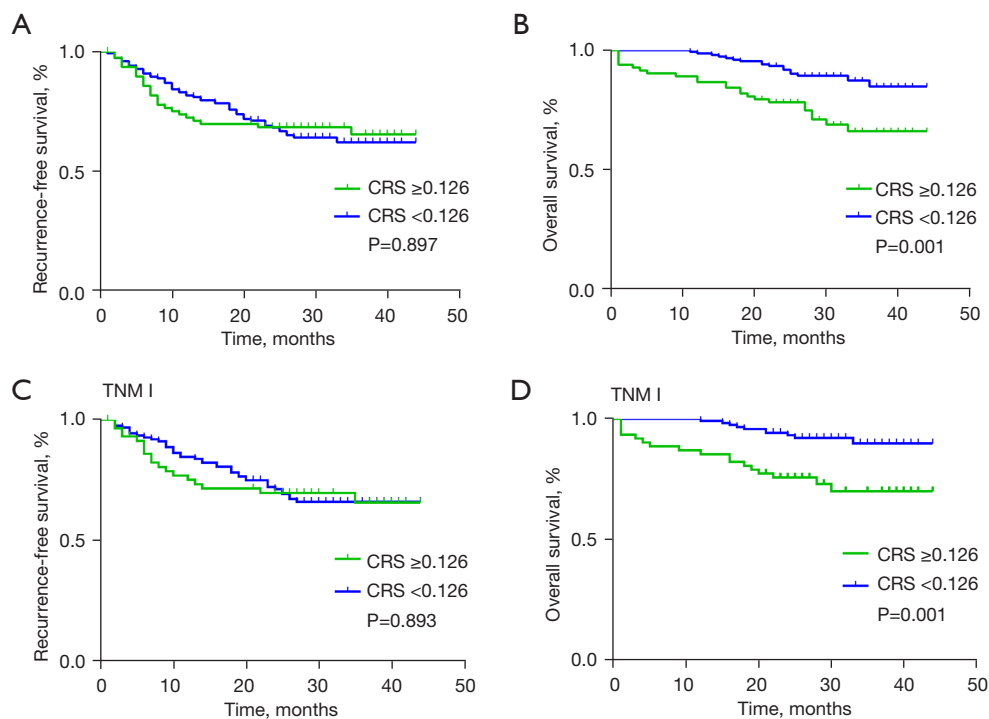 A
Recurrence-free survival, %
1.0
0.5
0.0
CRS ≥0.126
CRS <0.126
P=0.897
0 10 20 30 40 50
Time, months
B
Overall survival, %
1.0
0.5
0.0
CRS ≥0.126
CRS <0.126
P=0.001
0 10 20 30 40 50
Time, months
C
TNM I
Recurrence-free survival, %
1.0
0.5
0.0
CRS ≥0.126
CRS <0.126
P=0.893
0 10 20 30 40 50
Time, months
D
TNM I
Overall survival, %
1.0
0.5
0.0
CRS ≥0.126
CRS <0.126
P=0.001
0 10 20 30 40 50
Time, months